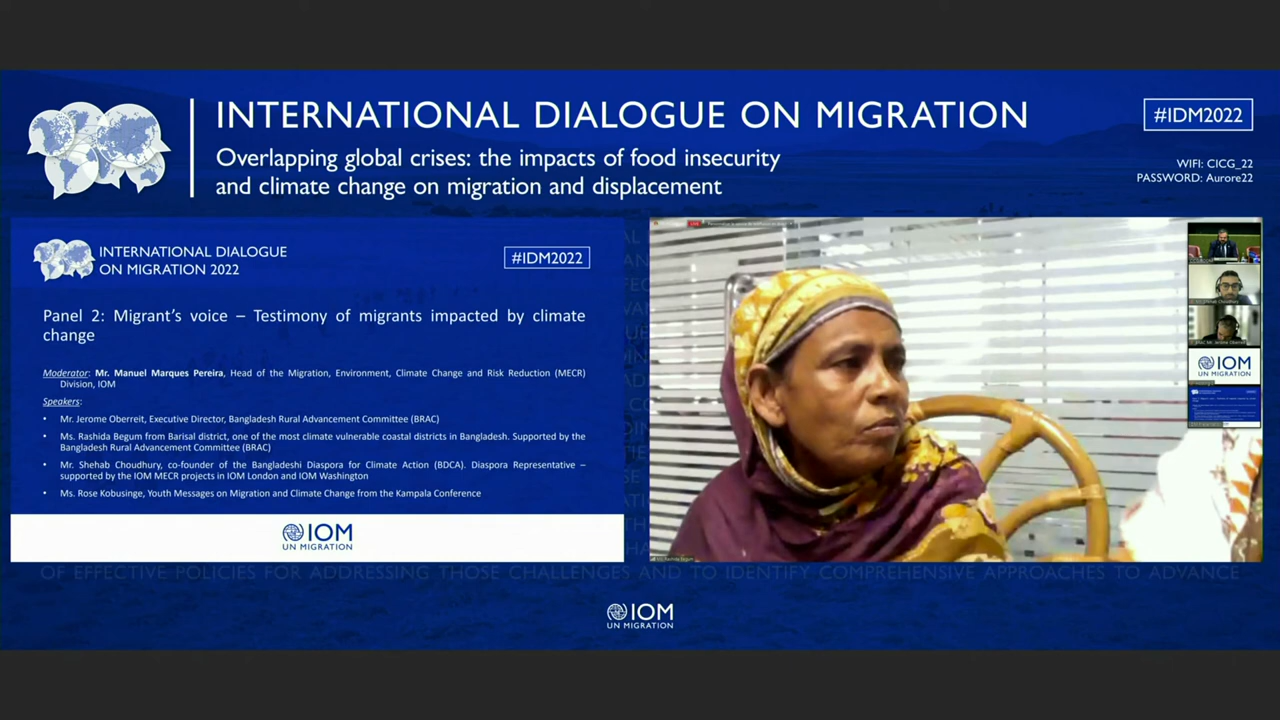 INTERNATIONAL DIALOGUE ON MIGRATION
Overlapping global crises: the impacts of food insecurity
and climate change on migration and displacement
#IDM2022
WIFI: CICG_22
PASSWORD: Aurore22
INTERNATIONAL DIALOGUE
ON MIGRATION 2022
#IDM2022
Panel 2: Migrant's voice – Testimony of migrants impacted by climate
change
Moderator: Mr. Manuel Marques Pereira, Head of the Migration, Environment, Climate Change and Risk Reduction (MECR)
Division, IOM
Speakers:
• Mr. Jerome Oberreit, Executive Director, Bangladesh Rural Advancement Committee (BRAC)
• Ms. Rashida Begum from Barisal district, one of the most climate vulnerable coastal districts in Bangladesh. Supported by the
Bangladesh Rural Advancement Committee (BRAC)
• Mr. Shehab Choudhury, co-founder of the Bangladeshi Diaspora for Climate Action (BDCA). Diaspora Representative –
supported by the IOM MECR projects in IOM London and IOM Washington
• Ms. Rose Kobusinge, Youth Messages on Migration and Climate Change from the Kampala Conference
IOM
UN MIGRATION
LIVE
IOM
UN MIGRATION
OF EFFECTIVE POLICIES FOR ADDRESSING THOSE CHALLENGES AND TO IDENTIFY COMPREHENSIVE APPROACHES TO ADVANCE
IOM
UN MIGRATION